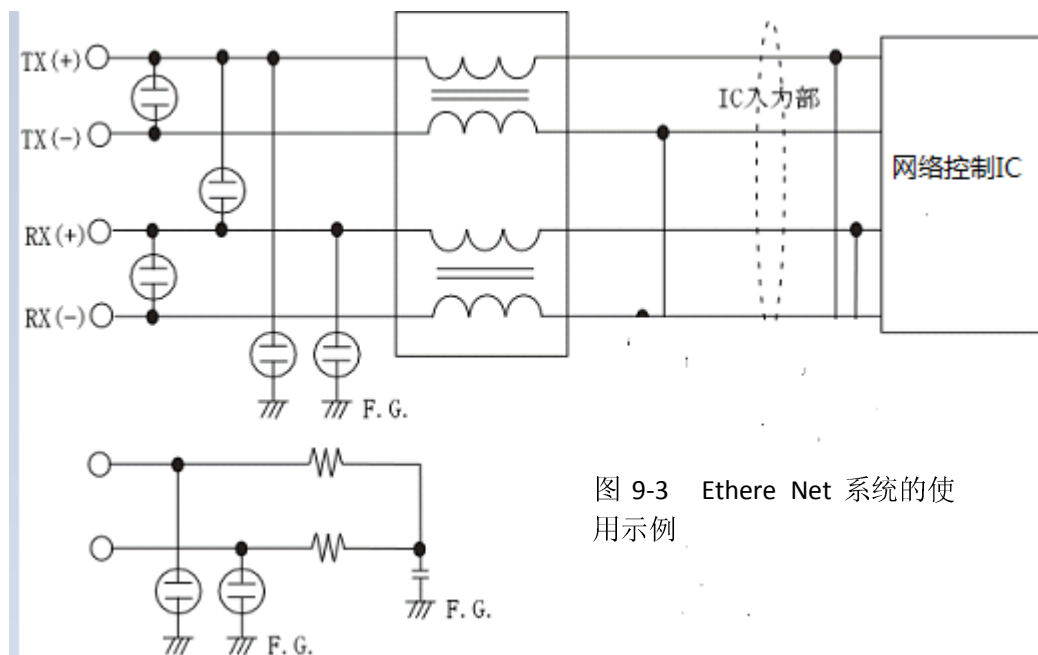 TX(+)
IC入力部
TX(-)
网络控制IC
RX(+)
RX(-)
F.G.
图 9-3 Ethere Net 系统的使
用示例
F.G.
F.G.